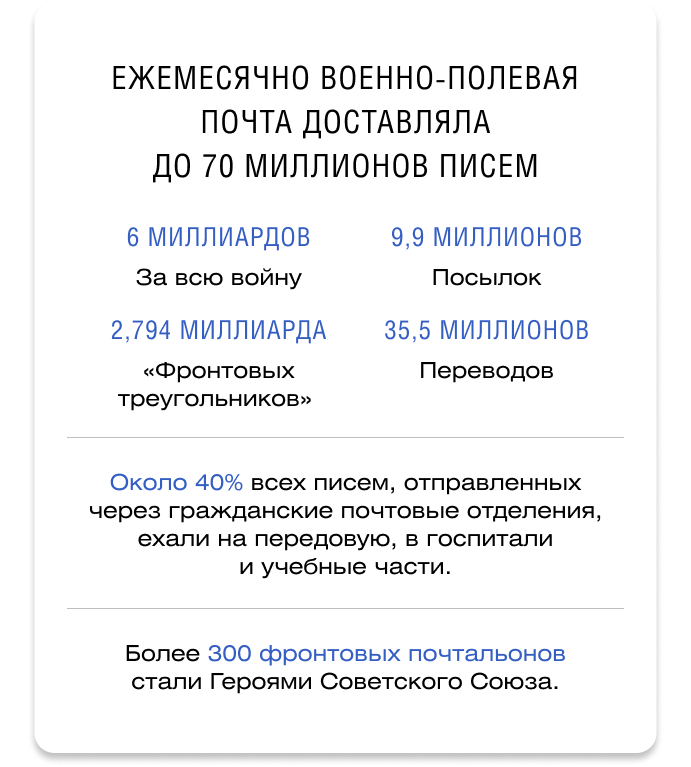 ЕЖЕМЕСЯЧНО ВОЕННО-ПОЛЕВАЯ
ПОЧТА ДОСТАВЛЯЛА
ДО 70 МИЛЛИОНОВ ПИСЕМ
6 МИЛЛИАРДОВ
За всю войну
9,9 МИЛЛИОНОВ
Посылок
2,794 МИЛЛИАРДА
«Фронтовых
треугольников»
35,5 МИЛЛИОНОВ
Переводов
Около 40% всех писем, отправленных
через гражданские почтовые отделения,
ехали на передовую, в госпитали
и учебные части.
Более 300 фронтовых почтальонов
стали Героями Советского Союза.